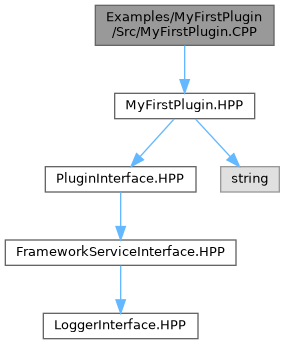 Examples/MyFirstPlugin
/Src/MyFirstPlugin.CPP
MyFirstPlugin.HPP
PluginInterface.HPP
string
FrameworkServiceInterface.HPP
LoggerInterface.HPP